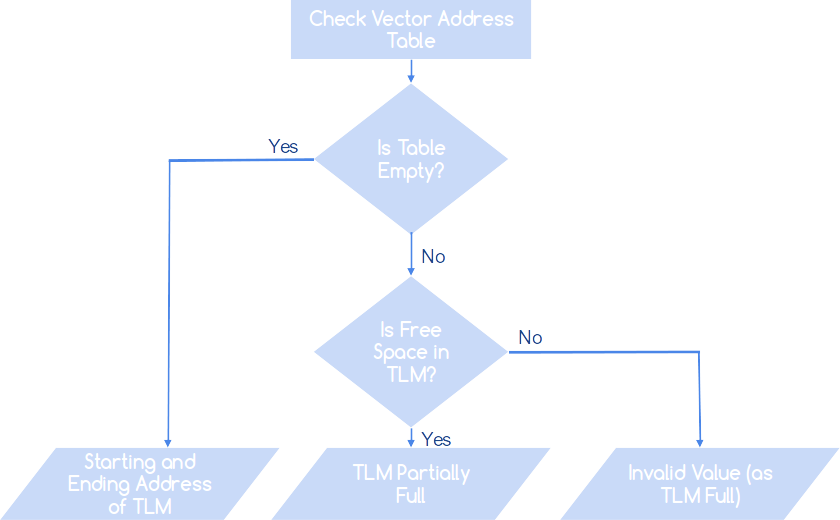 Check Vector Address
Table
Yes
Is Table
Empty?
No
Is Free
Space in
TLM?
No
Yes
Starting and
Ending Address
of TLM
TLM Partially
Full
Invalid Value (as
TLM Full)